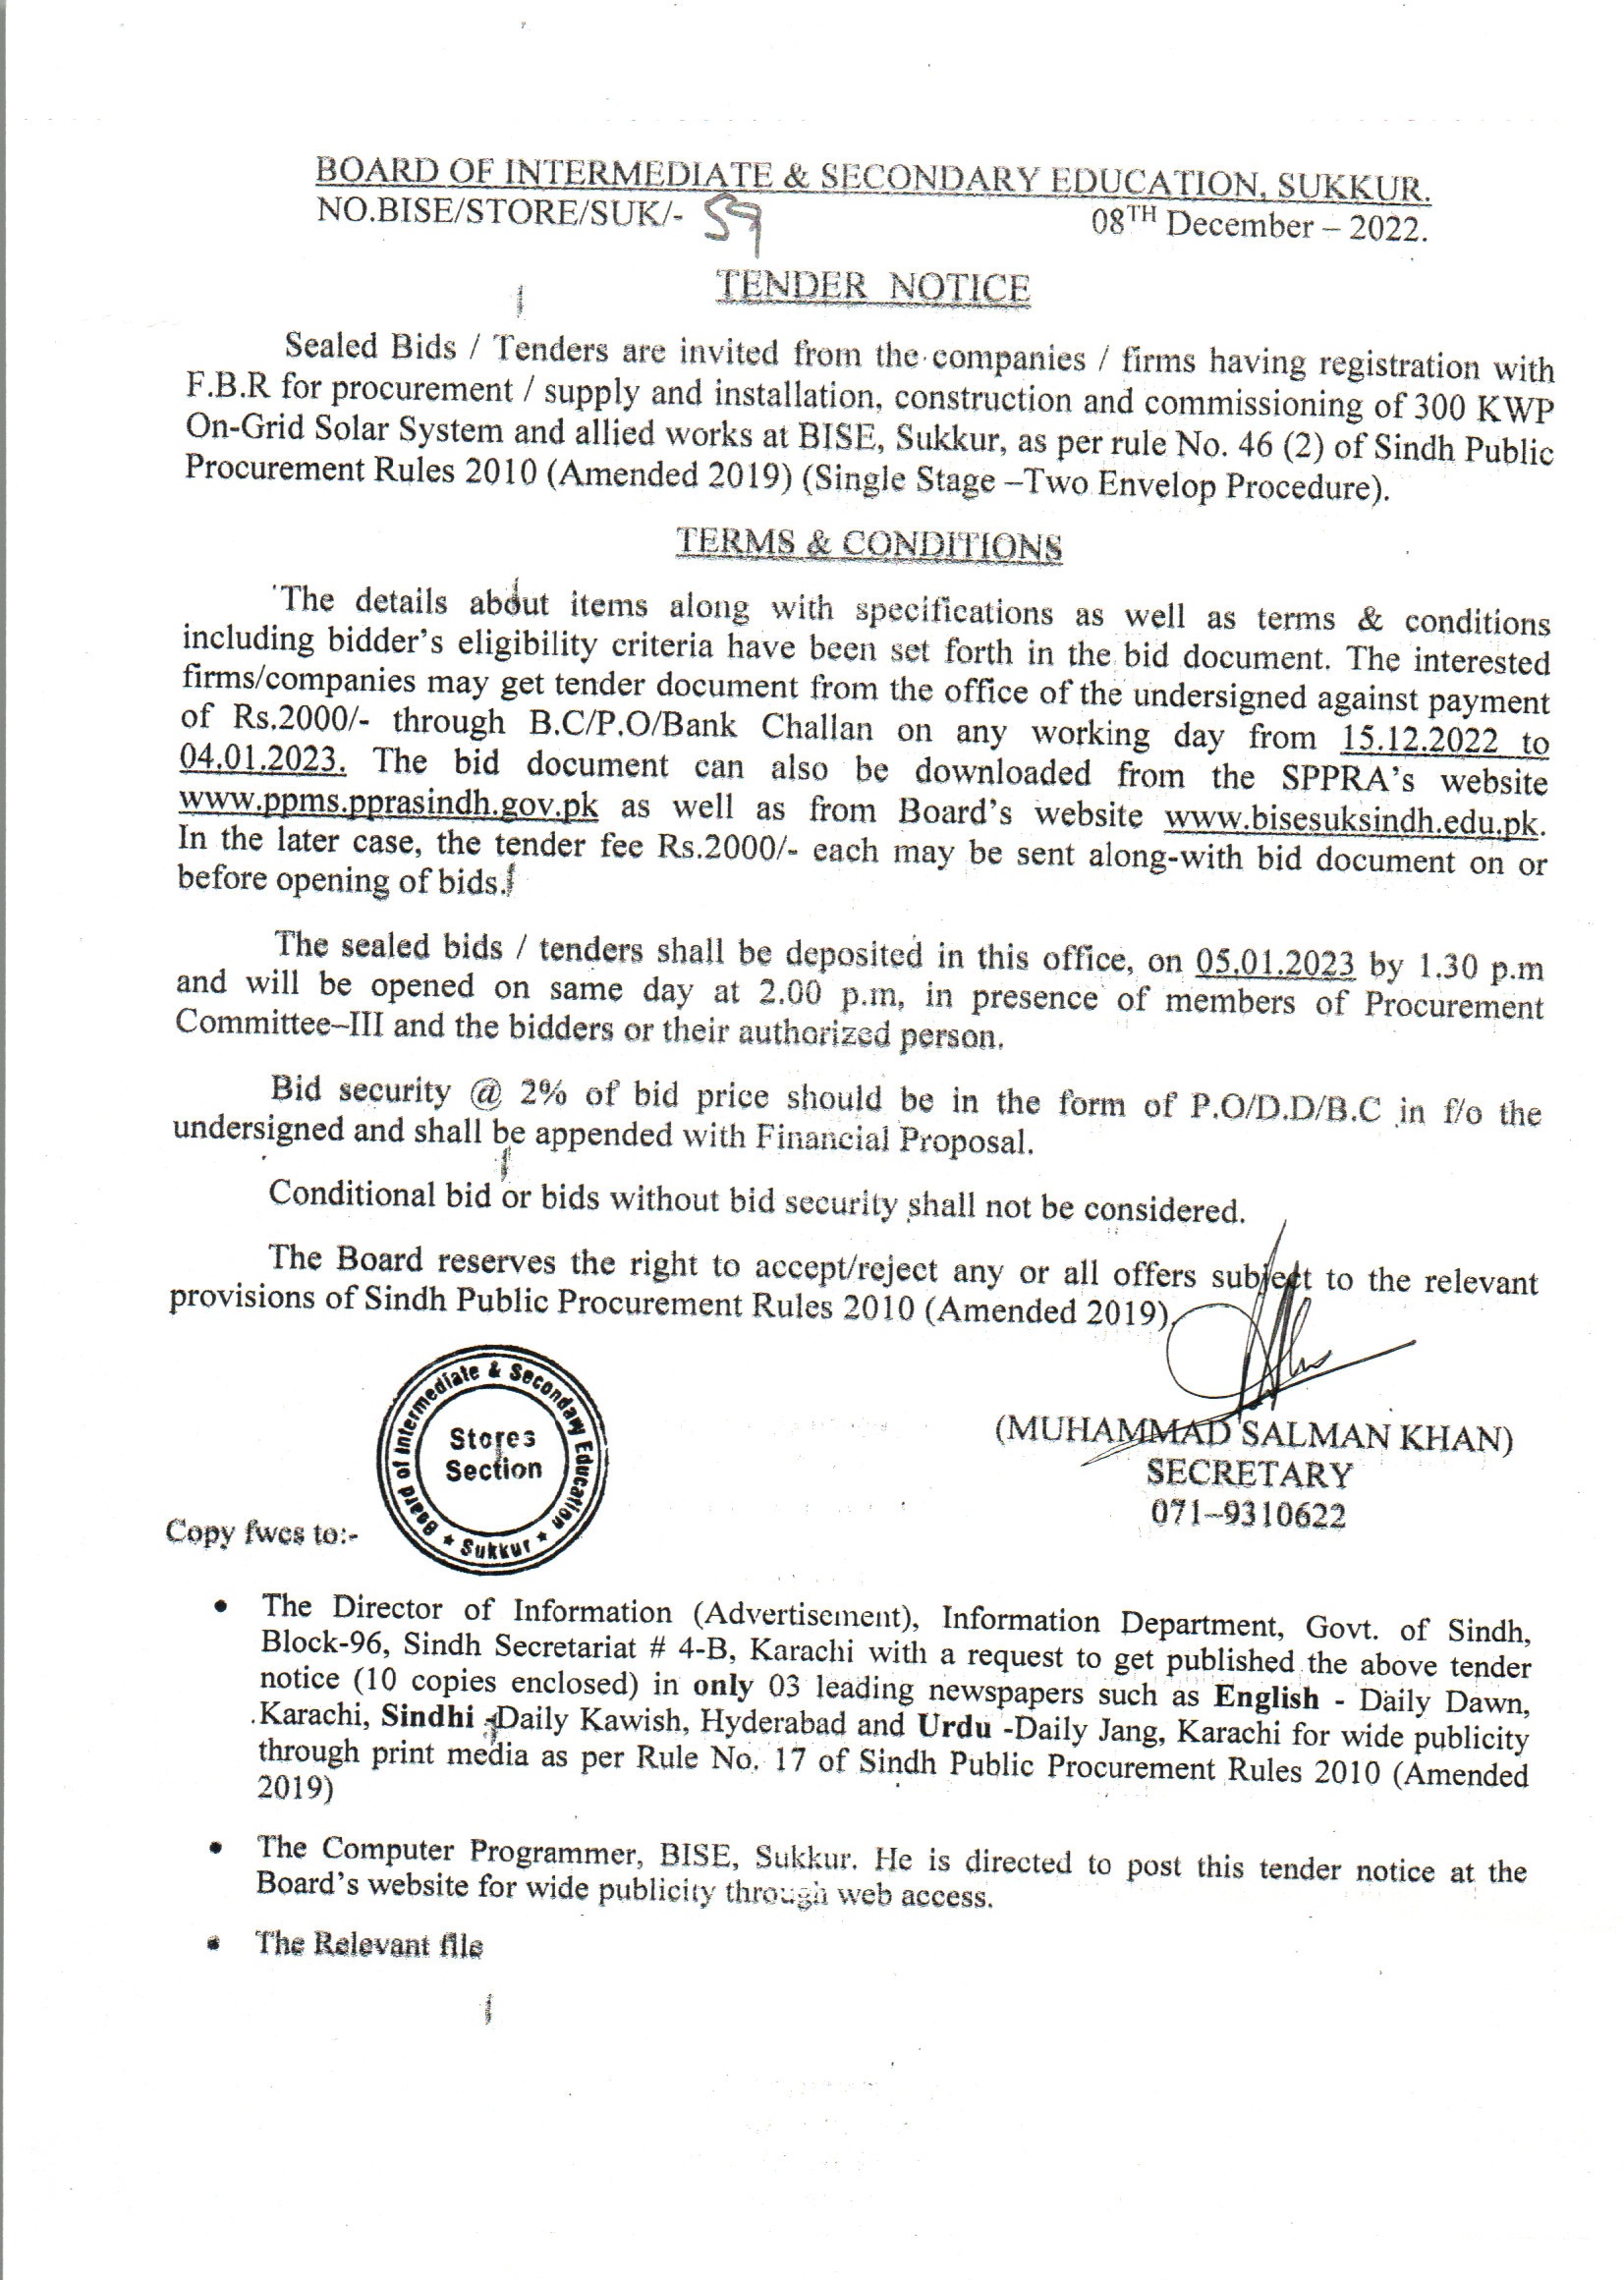 BOARD OF INTERMEDIATE & SECONDARY EDUCATION, SUKKUR.
NO.BISE/STORE/SUK/- 59
08TH December – 2022.
TENDER NOTICE
Sealed Bids / Tenders are invited from the companies / firms having registration with
F.B.R for procurement / supply and installation, construction and commissioning of 300 KWP
On-Grid Solar System and allied works at BISE, Sukkur, as per rule No. 46 (2) of Sindh Public
Procurement Rules 2010 (Amended 2019) (Single Stage –Two Envelop Procedure).
TERMS & CONDITIONS
The details about items along with specifications as well as terms & conditions
including bidder's eligibility criteria have been set forth in the bid document. The interested
firms/companies may get tender document from the office of the undersigned against payment
of Rs.2000/- through B.C/P.O/Bank Challan on any working day from 15.12.2022 to
04.01.2023. The bid document can also be downloaded from the SPPRA's website
www.ppms.pprasindh.gov.pk as well as from Board's website www.bisesuksindh.edu.pk.
In the later case, the tender fee Rs.2000/- each may be sent along-with bid document on or
before opening of bids.
The sealed bids / tenders shall be deposited in this office, on 05.01.2023 by 1.30 p.m
and will be opened on same day at 2.00 p.m, in presence of members of Procurement
Committee–III and the bidders or their authorized person.
Bid security @ 2% of bid price should be in the form of P.O/D.D/B.C in f/o the
undersigned and shall be appended with Financial Proposal.
Conditional bid or bids without bid security shall not be considered.
The Board reserves the right to accept/reject any or all offers subject to the relevant
provisions of Sindh Public Procurement Rules 2010 (Amended 2019).
Board of Intermediate & Secondary Education
Stores
Section
★ Sukkur ★
(MUHAMMAD SALMAN KHAN)
SECRETARY
071–9310622
Copy fwcs to:-
• The Director of Information (Advertisement), Information Department, Govt. of Sindh,
Block-96, Sindh Secretariat # 4-B, Karachi with a request to get published the above tender
notice (10 copies enclosed) in only 03 leading newspapers such as English - Daily Dawn,
Karachi, Sindhi -Daily Kawish, Hyderabad and Urdu -Daily Jang, Karachi for wide publicity
through print media as per Rule No. 17 of Sindh Public Procurement Rules 2010 (Amended
2019)
• The Computer Programmer, BISE, Sukkur. He is directed to post this tender notice at the
Board's website for wide publicity through web access.
• The Relevant file